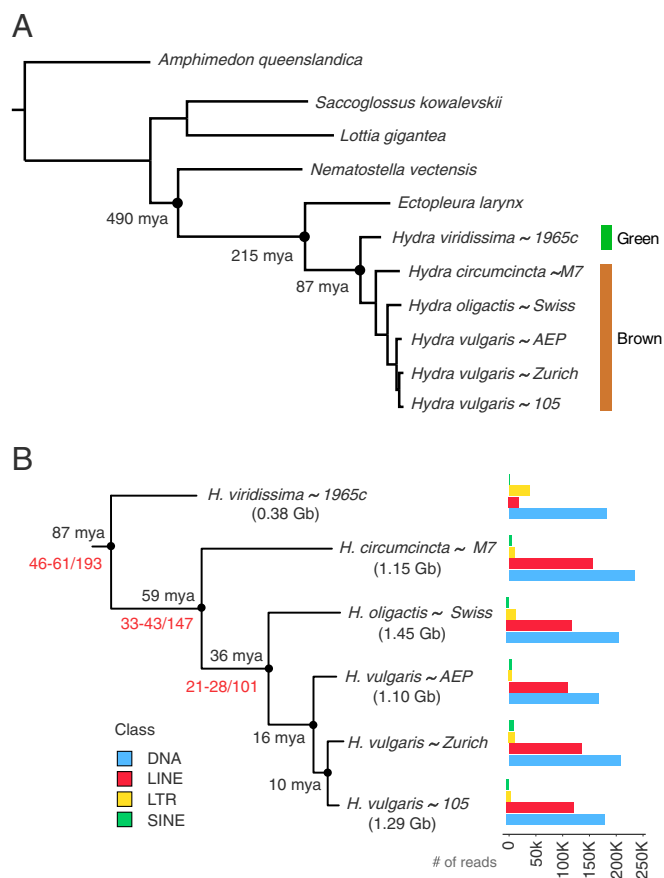 A
Amphimedon queenslandica
Saccoglossus kowalevskii
Lottia gigantea
Nematostella vectensis
490 mya
Ectopleura larynx
215 mya
Hydra viridissima ~ 1965c
Green
87 mya
Hydra circumcincta ~M7
Hydra oligactis ~ Swiss
Hydra vulgaris ~ AEP
Brown
Hydra vulgaris ~ Zurich
Hydra vulgaris ~ 105
B
H. viridissima ~ 1965c
(0.38 Gb)
87 mya
46-61/193
H. circumcincta ~ M7
(1.15 Gb)
59 mya
33-43/147
H. oligactis ~ Swiss
(1.45 Gb)
36 mya
21-28/101
H. vulgaris ~ AEP
(1.10 Gb)
16 mya
H. vulgaris ~ Zurich
10 mya
H. vulgaris ~ 105
(1.29 Gb)
Class
DNA
LINE
LTR
SINE
# of reads
0
50k
100K
150K
200K
250K